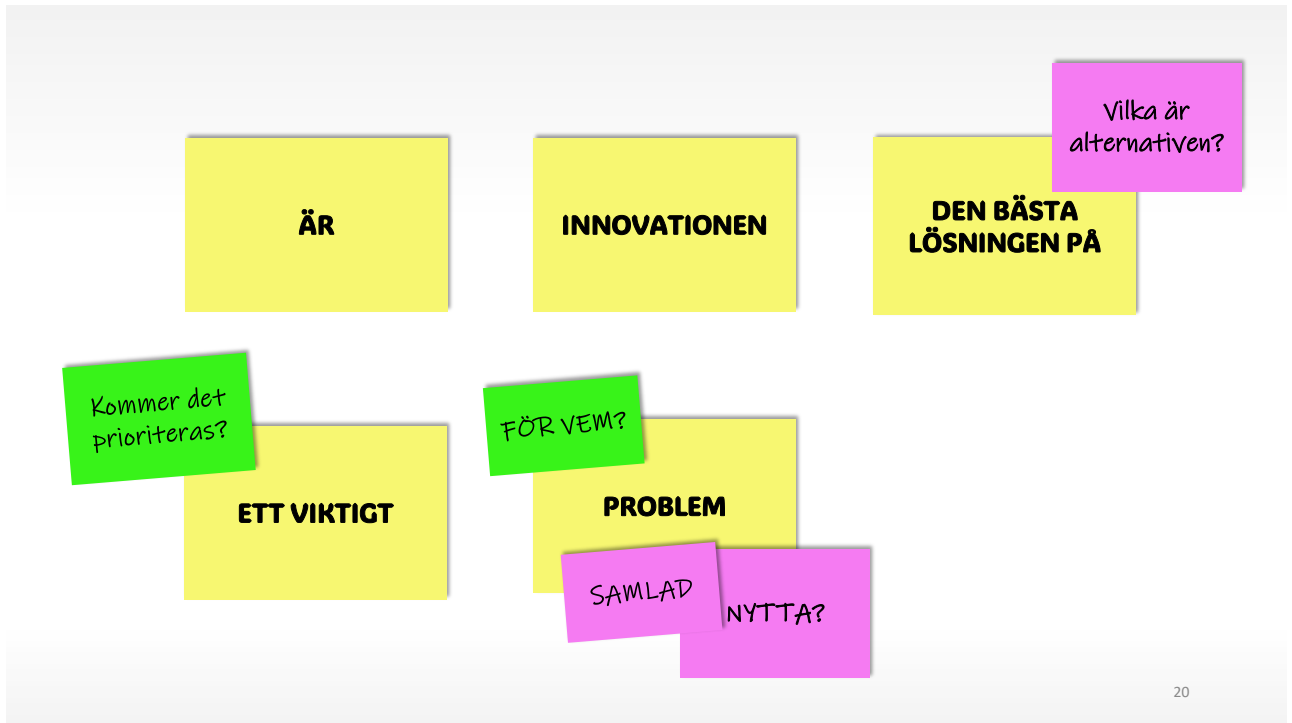 Vilka är
alternativen?
ÄR
INNOVATIONEN
DEN BÄSTA
LÖSNINGEN PÅ
Kommer det
prioriteras?
FÖR VEM?
ETT VIKTIGT
PROBLEM
SAMLAD
NYTTA?
20